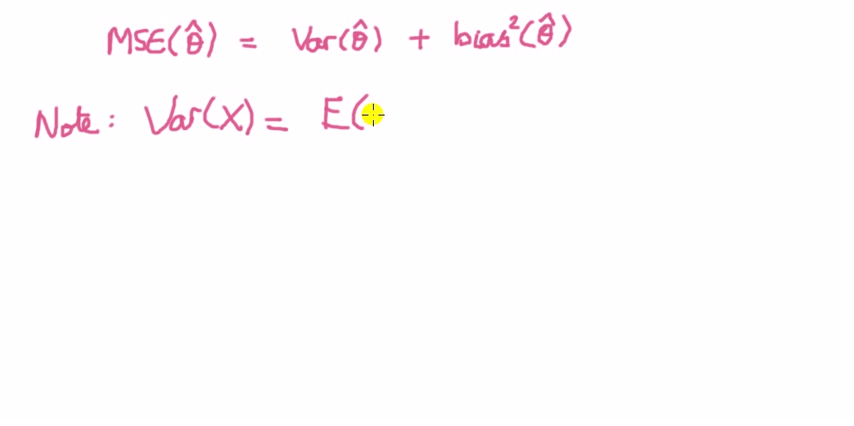 MSE(θ̂) = Var(θ̂) + bias²(θ̂)
Note: Var(X) = E(